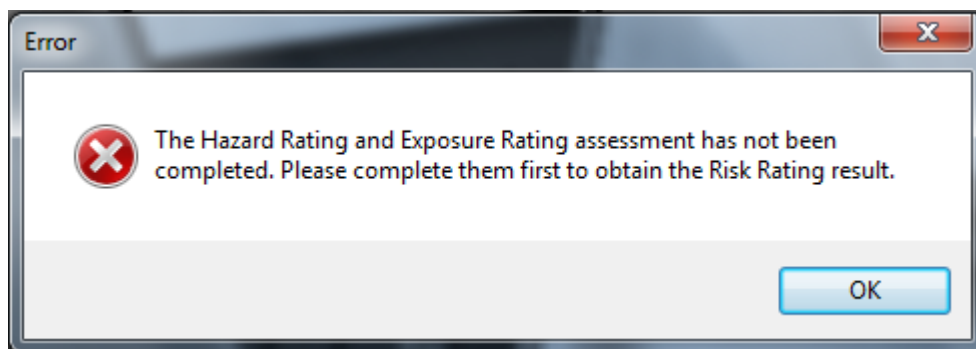 Error
The Hazard Rating and Exposure Rating assessment has not been
completed. Please complete them first to obtain the Risk Rating result.
OK